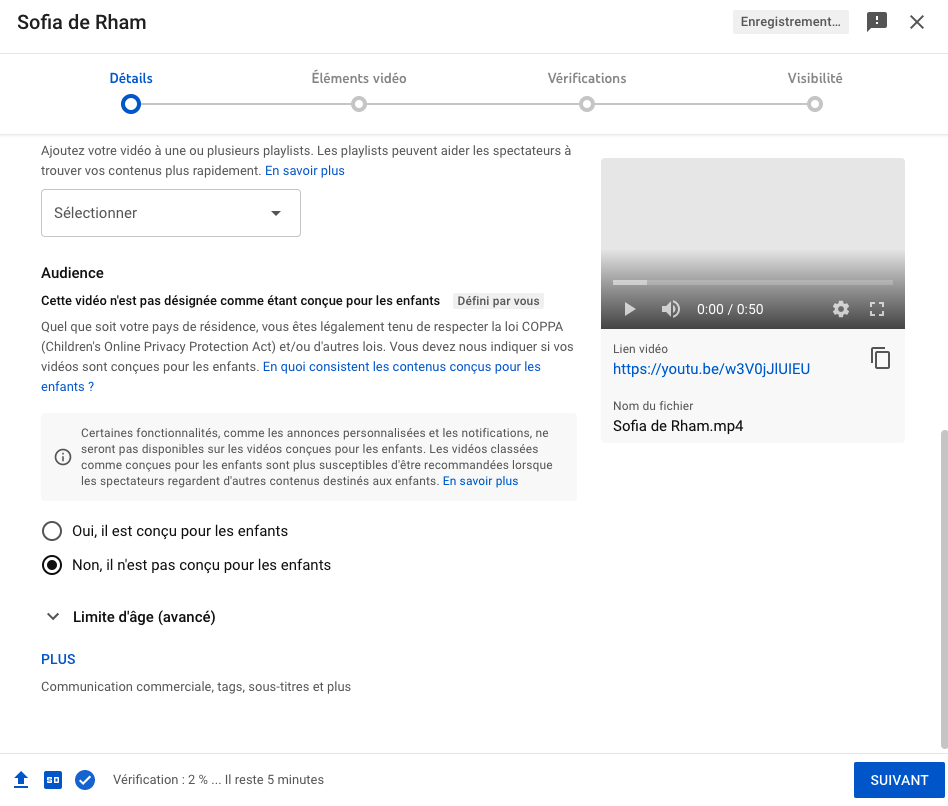 Sofia de Rham
Enregistrement...
Détails
Éléments vidéo
Vérifications
Visibilité
Ajoutez votre vidéo à une ou plusieurs playlists. Les playlists peuvent aider les spectateurs à
trouver vos contenus plus rapidement. En savoir plus
Sélectionner
Audience
Cette vidéo n'est pas désignée comme étant conçue pour les enfants Défini par vous
Quel que soit votre pays de résidence, vous êtes légalement tenu de respecter la loi COPPA
(Children's Online Privacy Protection Act) et/ou d'autres lois. Vous devez nous indiquer si vos
vidéos sont conçues pour les enfants. En quoi consistent les contenus conçus pour les
enfants ?
Certaines fonctionnalités, comme les annonces personnalisées et les notifications, ne
seront pas disponibles sur les vidéos conçues pour les enfants. Les vidéos classées
comme conçues pour les enfants sont plus susceptibles d'être recommandées lorsque
les spectateurs regardent d'autres contenus destinés aux enfants. En savoir plus
Oui, il est conçu pour les enfants
Non, il n'est pas conçu pour les enfants
Limite d'âge (avancé)
PLUS
Communication commerciale, tags, sous-titres et plus
0:00 / 0:50
Lien vidéo
https://youtu.be/w3V0jJlUIEU
Nom du fichier
Sofia de Rham.mp4
SD
Vérification : 2 % ... Il reste 5 minutes
SUIVANT